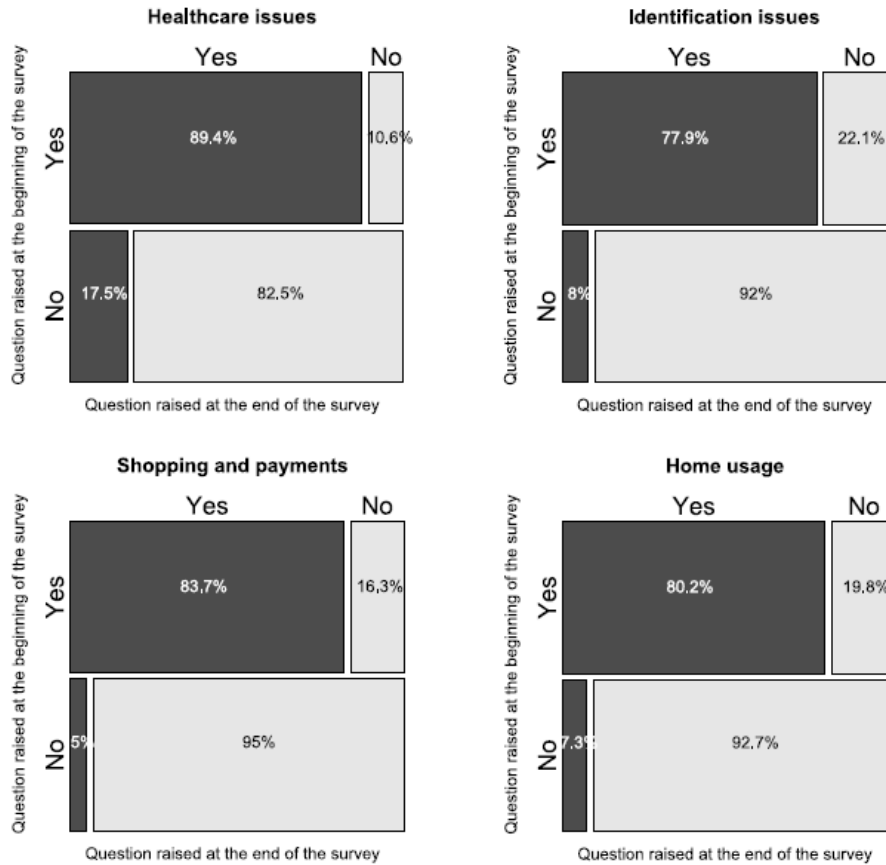 Healthcare issues
Yes No
Question raised at the beginning of the survey
Yes
89.4% 10.6%
No
17.5% 82.5%
Question raised at the end of the survey
Identification issues
Yes No
Question raised at the beginning of the survey
Yes
77.9% 22.1%
No
8% 92%
Question raised at the end of the survey
Shopping and payments
Yes No
Question raised at the beginning of the survey
Yes
83.7% 16.3%
No
5% 95%
Question raised at the end of the survey
Home usage
Yes No
Question raised at the beginning of the survey
Yes
80.2% 19.8%
No
7.3% 92.7%
Question raised at the end of the survey